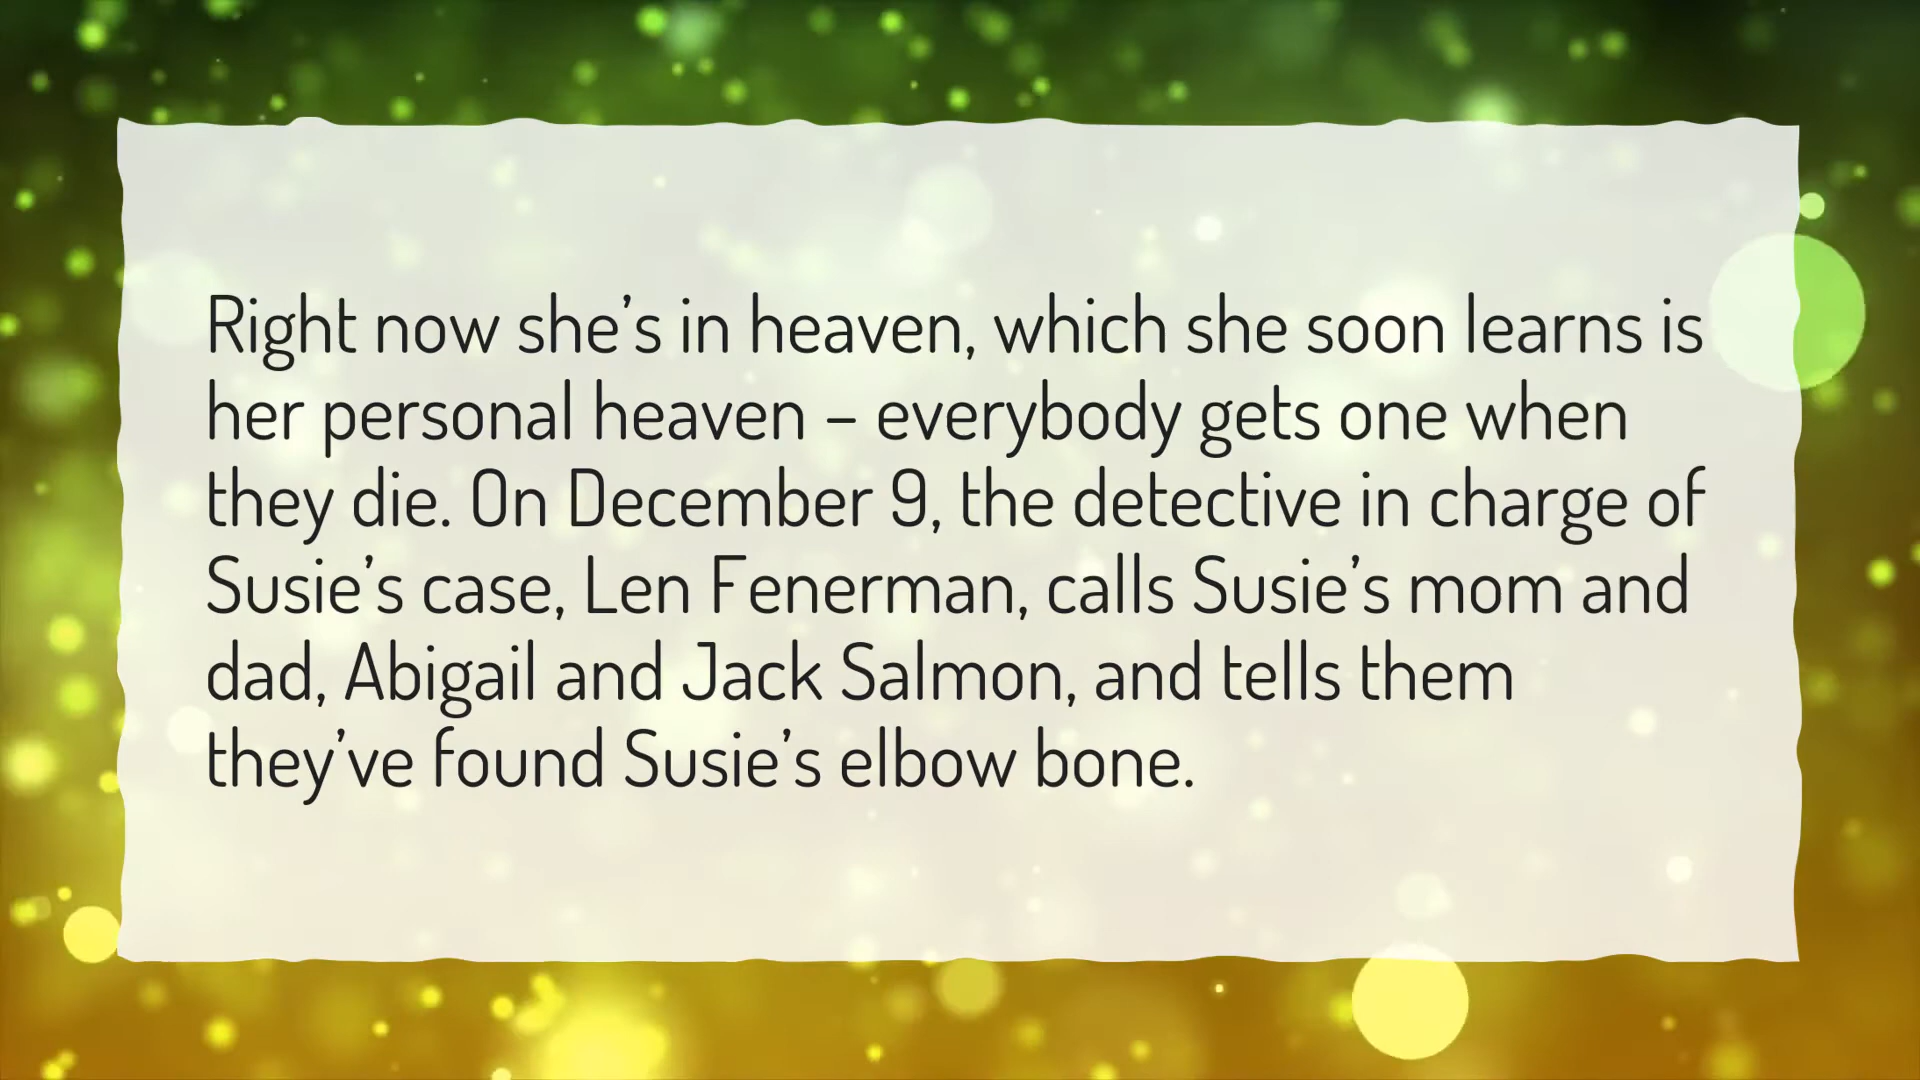 Right now she’s in heaven, which she soon learns is
her personal heaven – everybody gets one when
they die. On December 9, the detective in charge of
Susie’s case, Len Fenerman, calls Susie’s mom and
dad, Abigail and Jack Salmon, and tells them
they’ve found Susie’s elbow bone.